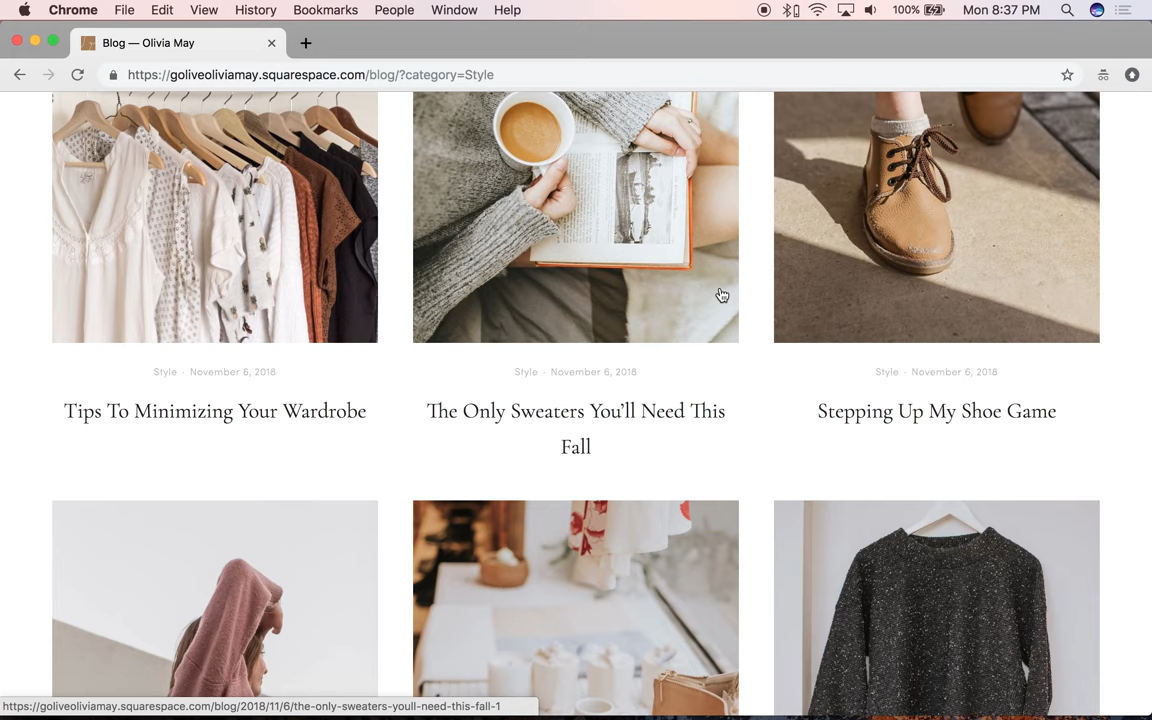 Chrome File Edit View History Bookmarks People Window Help 100% Mon 8:37 PM
Blog — Olivia May
https://goliveoliviamay.squarespace.com/blog/?category=Style
Style · November 6, 2018
Tips To Minimizing Your Wardrobe
Style · November 6, 2018
The Only Sweaters You'll Need This
Fall
Style · November 6, 2018
Stepping Up My Shoe Game
https://goliveoliviamay.squarespace.com/blog/2018/11/6/the-only-sweaters-youll-need-this-fall-1